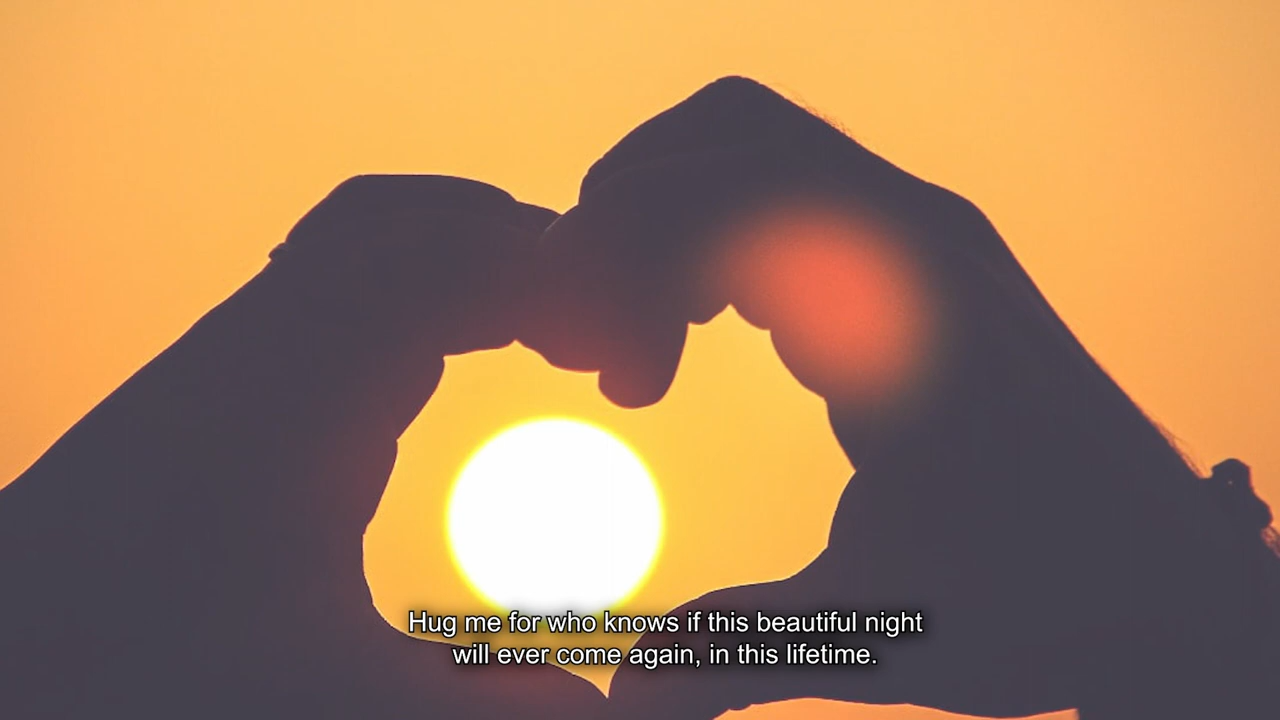 Hug me for who knows if this beautiful night
will ever come again, in this lifetime.